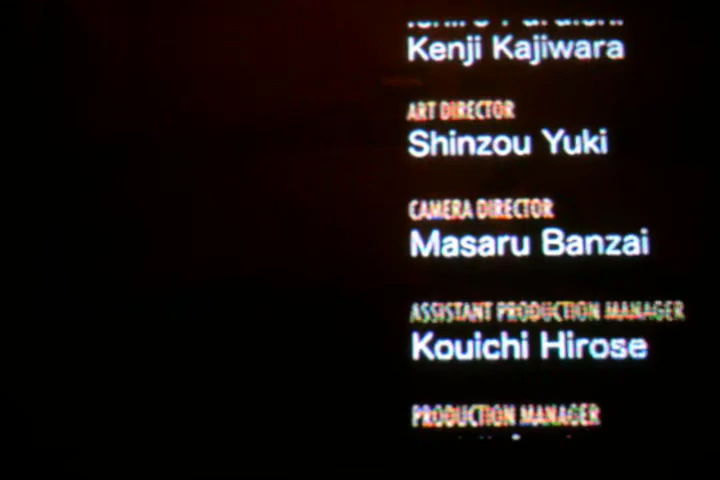 Kenji Kajiwara
ART DIRECTOR
Shinzou Yuki
CAMERA DIRECTOR
Masaru Banzai
ASSISTANT PRODUCTION MANAGER
Kouichi Hirose
PRODUCTION MANAGER